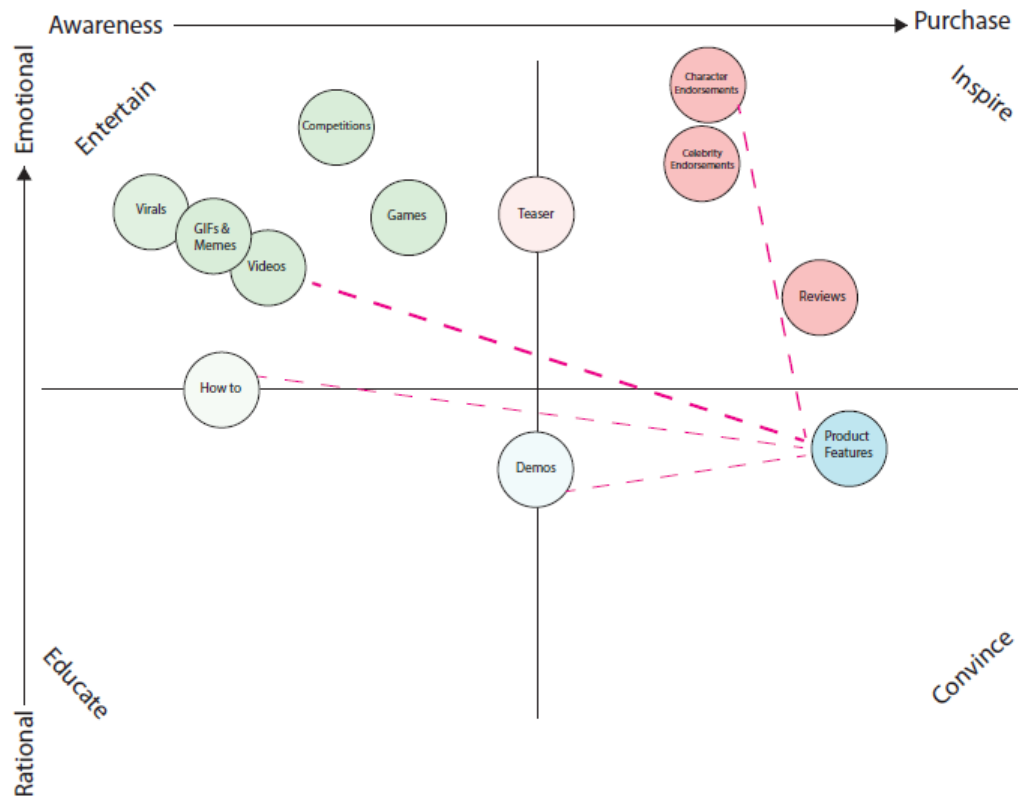 Awareness
Purchase
Emotional
Entertain
Inspire
Character
Endorsements
Competitions
Celebrity
Endorsements
Virals
GIFs &
Memes
Games
Teaser
Videos
Reviews
How to
Product
Features
Demos
Educate
Convince
Rational